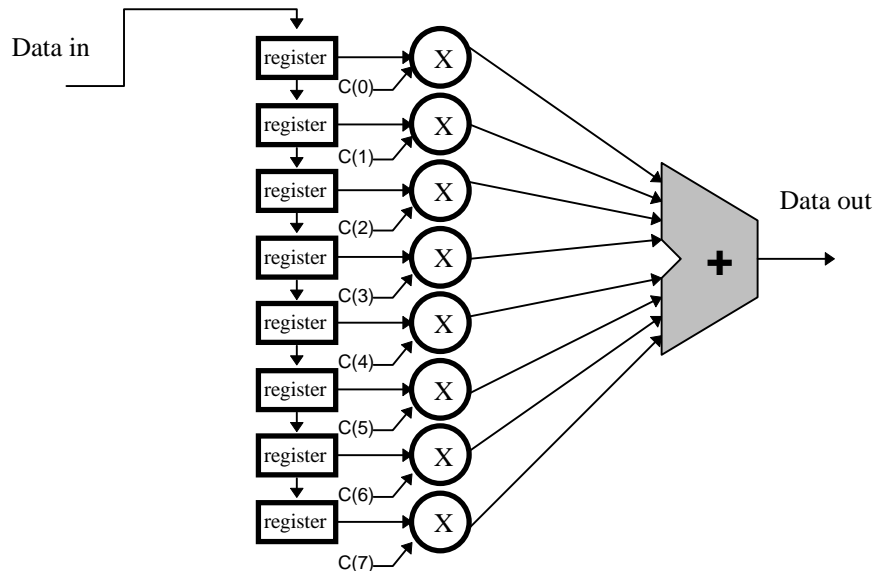 Data in
register
X
C(0)
register
X
C(1)
register
X
C(2)
register
X
C(3)
register
X
C(4)
register
X
C(5)
register
X
C(6)
register
X
C(7)
+
Data out